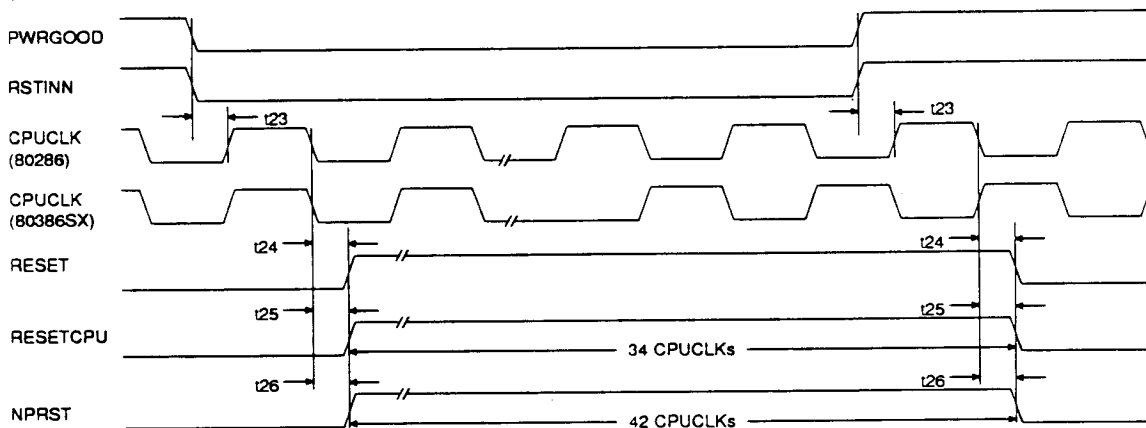 PWRGOOD
RSTINN
t23
t23
CPUCLK
(80286)
CPUCLK
(80386SX)
t24
t24
RESET
t25
t25
RESETCPU
34 CPUCLKs
t26
t26
NPRST
42 CPUCLKs